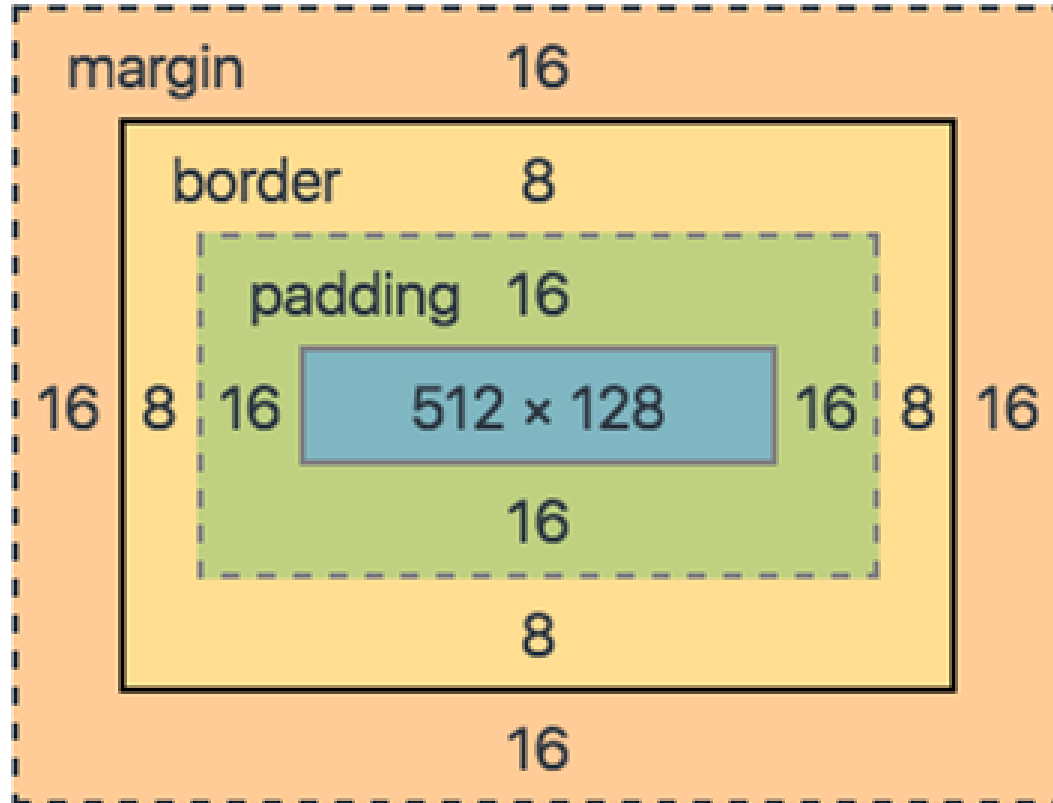 margin 16
border 8
padding 16
16 8 16 512 × 128 16 8 16
16
8
16